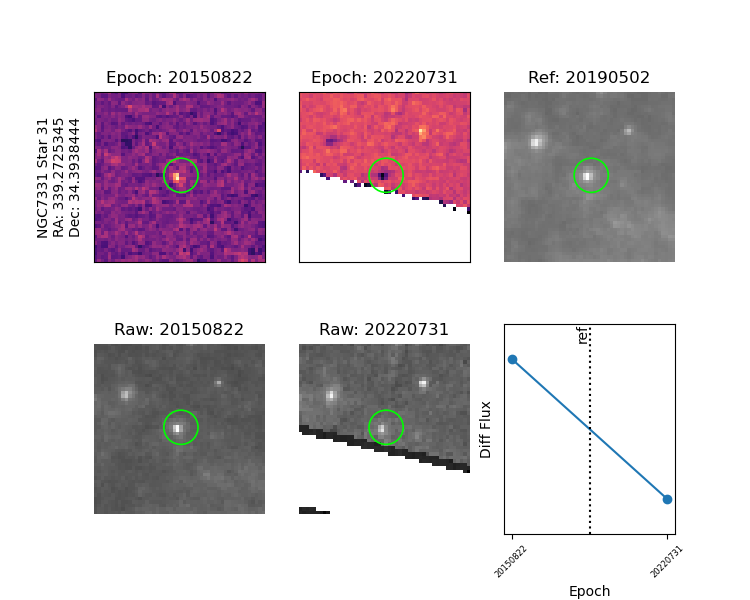 Epoch: 20150822
Epoch: 20220731
Ref: 20190502
NGC7331 Star 31
RA: 339.2725345
Dec: 34.3938444
Raw: 20150822
Raw: 20220731
ref
Diff Flux
20150822
20220731
Epoch